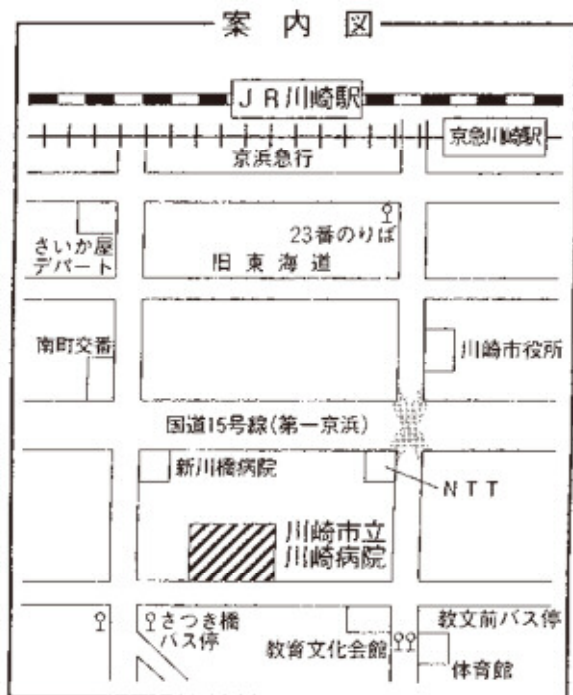 案内図
JR川崎駅
京急川崎駅
京浜急行
23番のりば
さいか屋
デパート
旧東海道
南町交番
川崎市役所
国道15号線(第一京浜)
新川橋病院
NTT
川崎市立
川崎病院
さつき橋
バス停
教育文化会館
教文前バス停
体育館